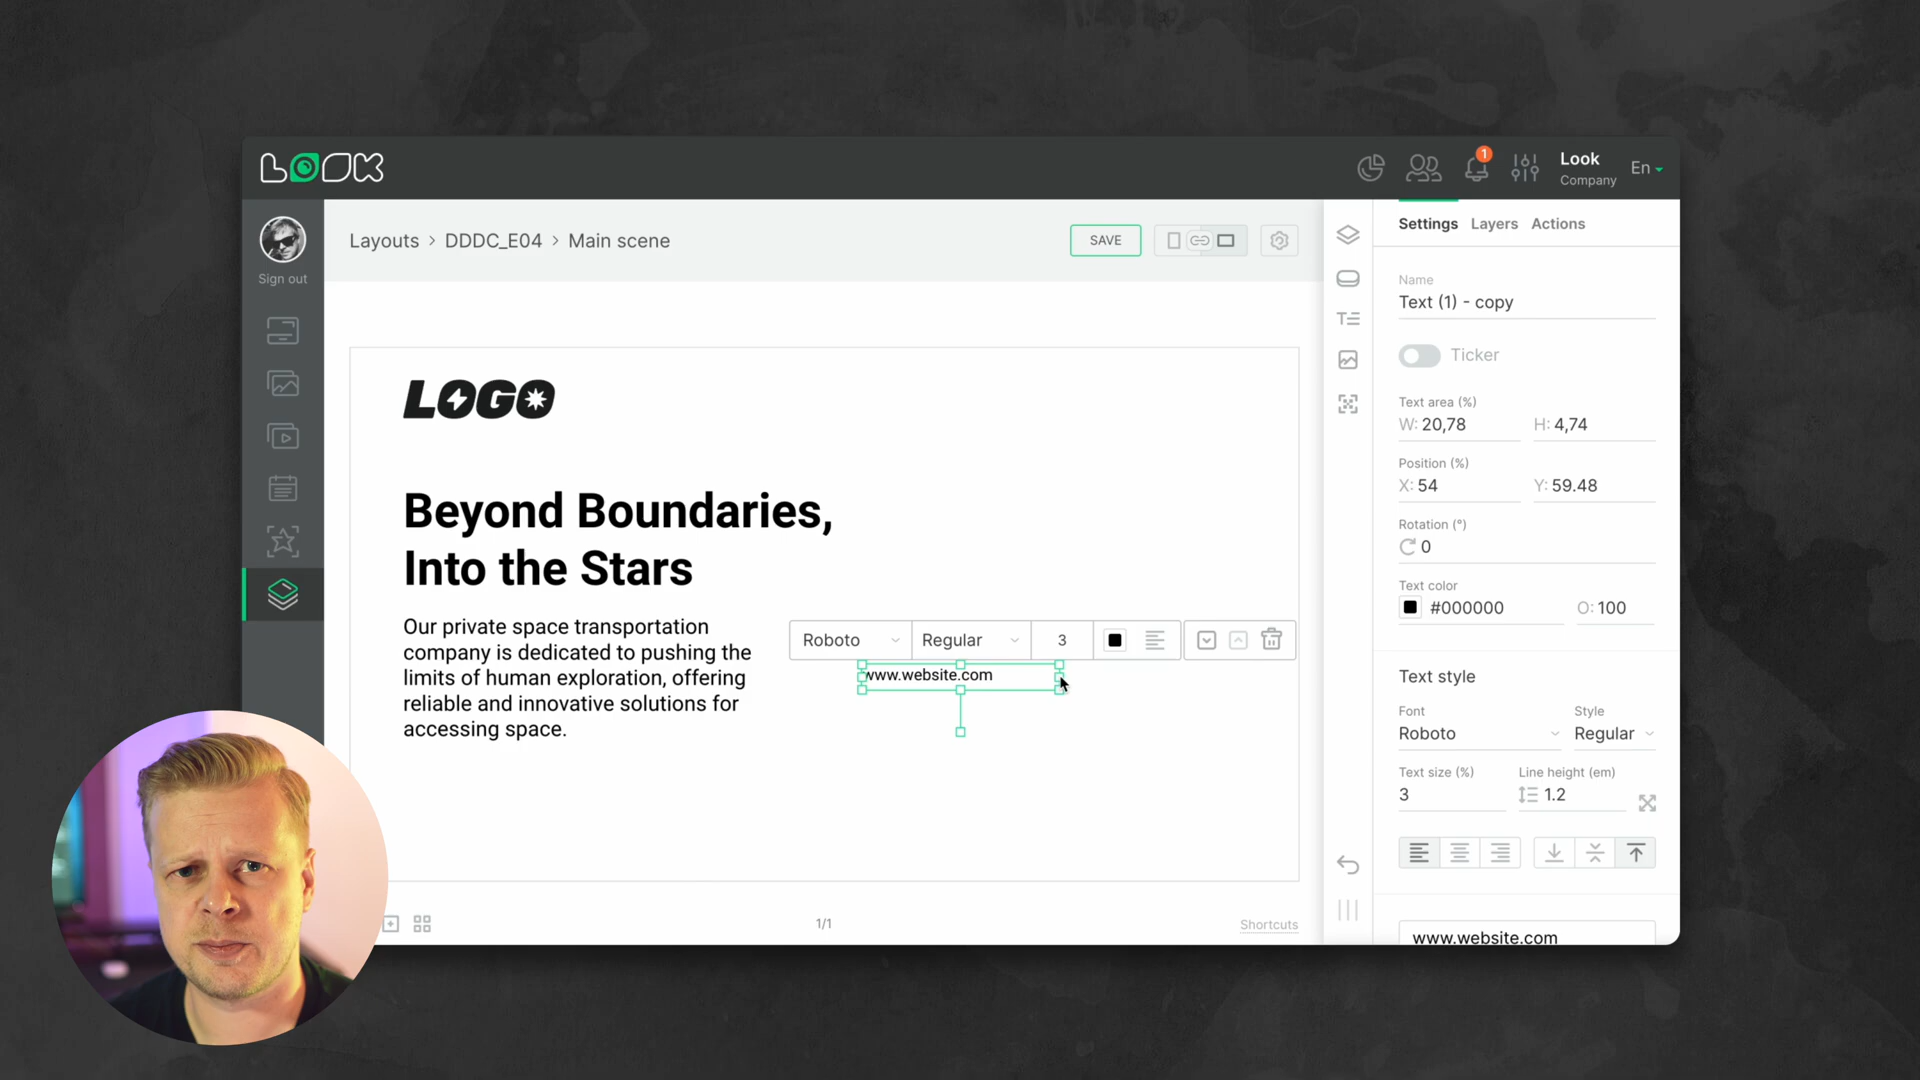 LOOK
Look
Company
En
1
Sign out
Layouts > DDDC_E04 > Main scene
SAVE
LOGO
Beyond Boundaries,
Into the Stars
Our private space transportation
company is dedicated to pushing the
limits of human exploration, offering
reliable and innovative solutions for
accessing space.
Roboto
Regular
3
www.website.com
1/1
Shortcuts
Settings
Layers
Actions
Name
Text (1) - copy
Ticker
Text area (%)
W: 20,78
H: 4,74
Position (%)
X: 54
Y: 59.48
Rotation (°)
0
Text color
#000000
O: 100
Text style
Font
Style
Roboto
Regular
Text size (%)
Line height (em)
3
1.2
www.website.com